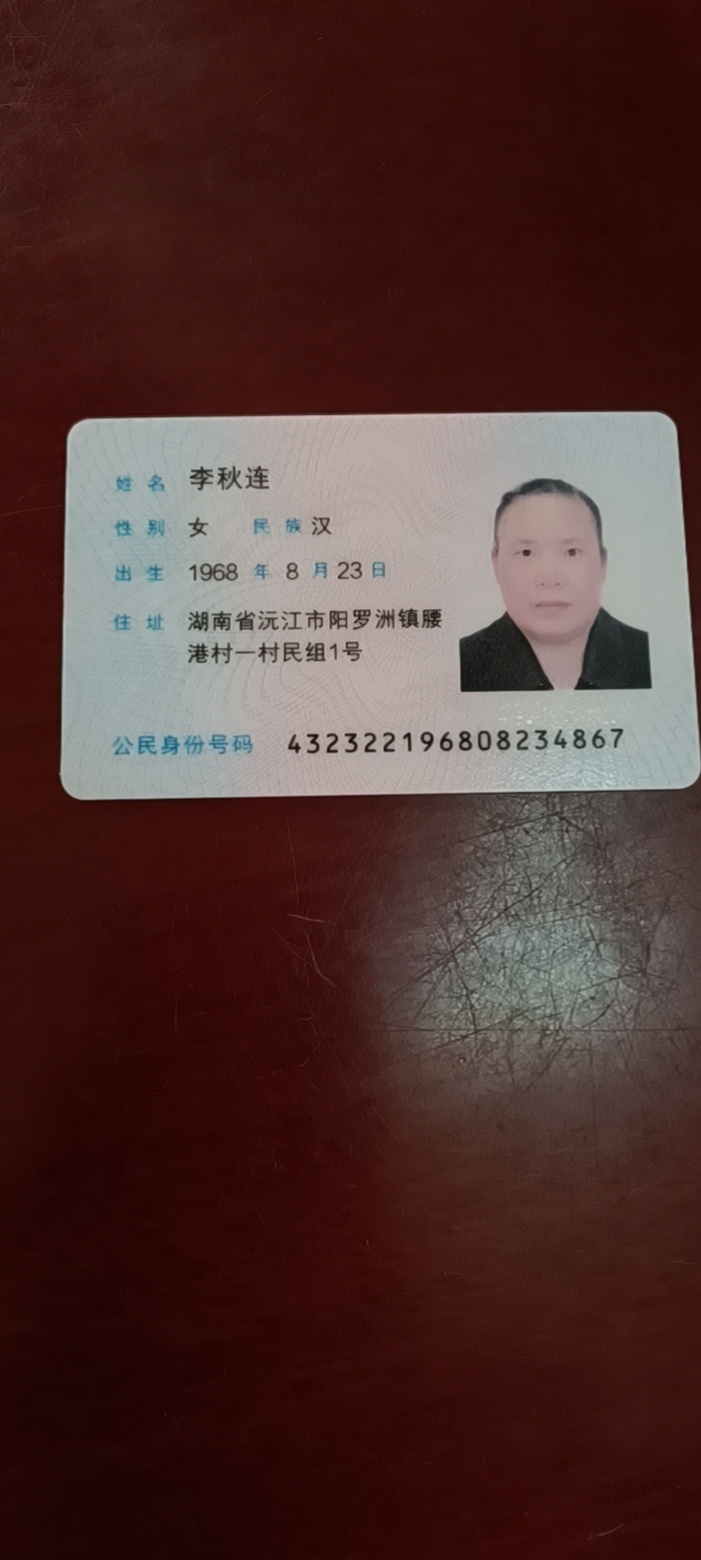 姓名 李秋连
性别 女 民族 汉
出生 1968 年 8 月 23 日
住址 湖南省沅江市阳罗洲镇腰
港村一村民组1号
公民身份号码 432322196808234867